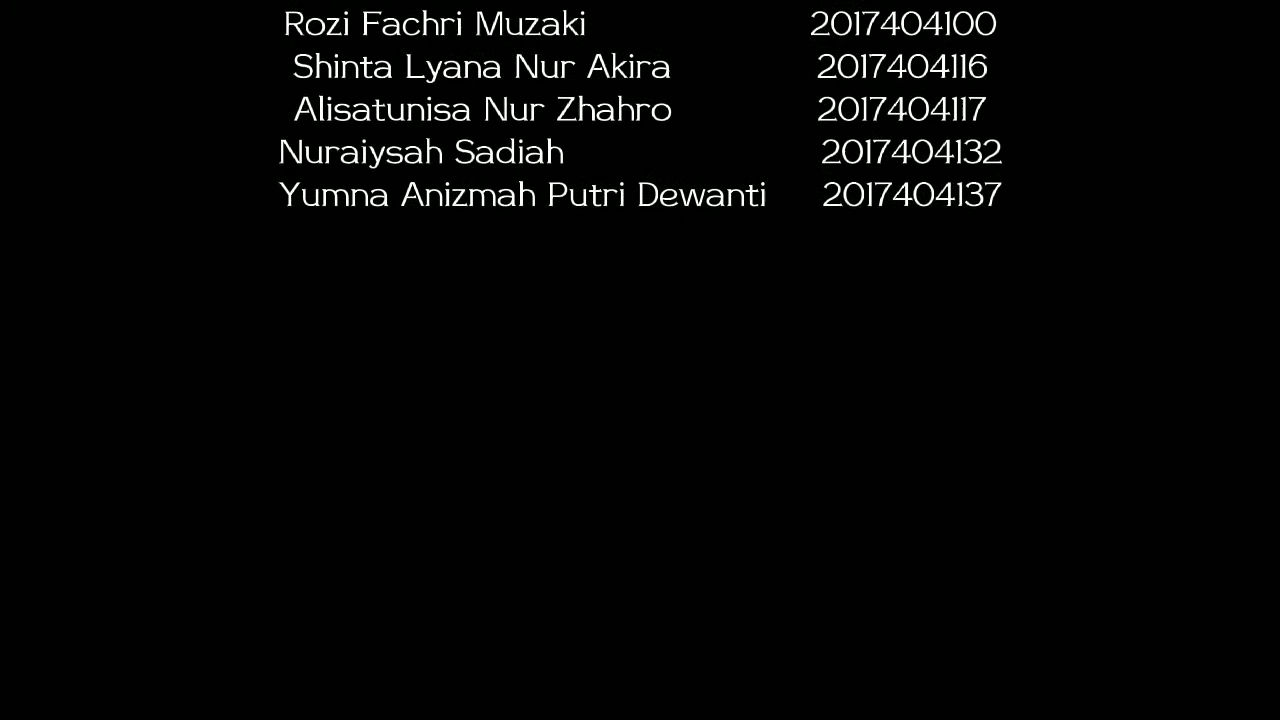 Rozi Fachri Muzaki 2017404100
Shinta Lyana Nur Akira 2017404116
Alisatunisa Nur Zhahro 2017404117
Nuraiysah Sadiah 2017404132
Yumna Anizmah Putri Dewanti 2017404137